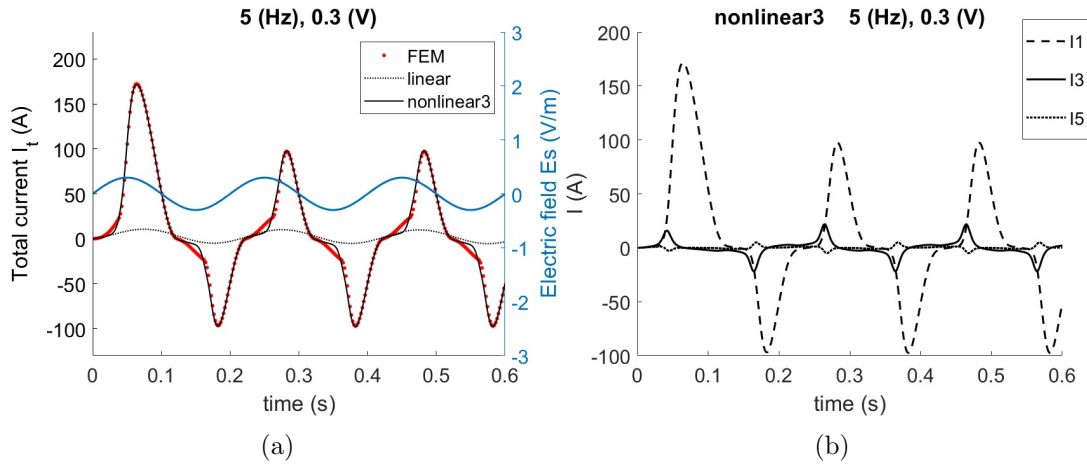 5 (Hz), 0.3 (V)
FEM
linear
nonlinear3
200
150
100
50
0
-50
-100
3
2
1
0
-1
-2
-3
0
0.1
0.2
0.3
0.4
0.5
0.6
Total current I_t (A)
Electric field Es (V/m)
time (s)
(a)
nonlinear3 5 (Hz), 0.3 (V)
I1
I3
I5
200
150
100
50
0
-50
-100
0
0.1
0.2
0.3
0.4
0.5
0.6
I (A)
time (s)
(b)